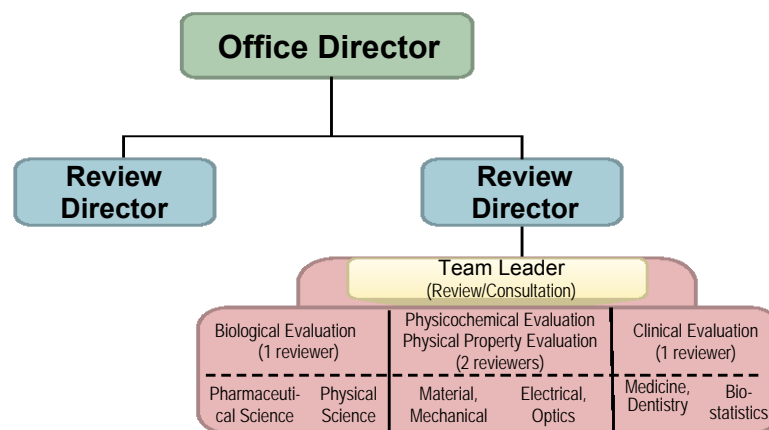 Office Director
Review
Director
Review
Director
Team Leader
(Review/Consultation)
Biological Evaluation
(1 reviewer)
Physicochemical Evaluation
Physical Property Evaluation
(2 reviewers)
Clinical Evaluation
(1 reviewer)
Pharmaceuti-
cal Science
Physical
Science
Material,
Mechanical
Electrical,
Optics
Medicine,
Dentistry
Bio-
statistics